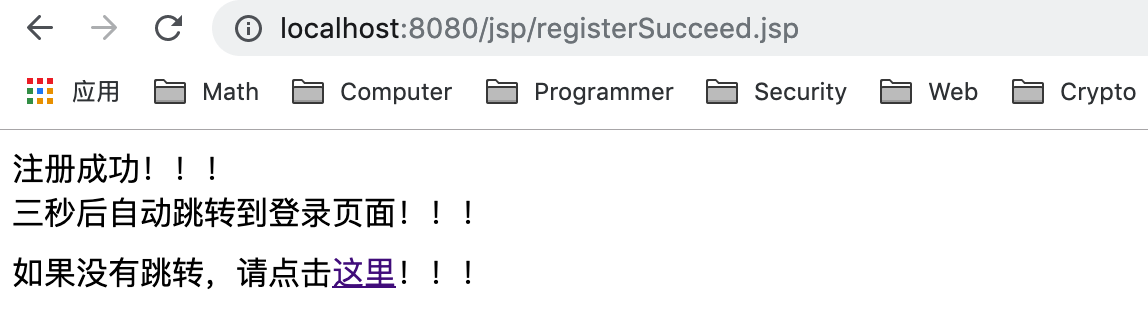 localhost:8080/jsp/registerSucceed.jsp
应用 Math Computer Programmer Security Web Crypto
注册成功！！！
三秒后自动跳转到登录页面！！！
如果没有跳转，请点击这里！！！